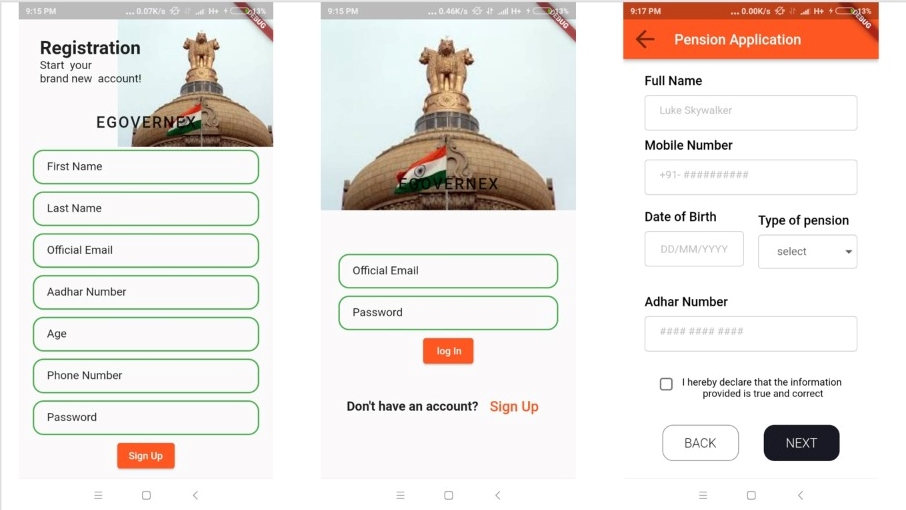 9:15 PM
... 0.07K/s
H+
13%
DEBUG
Registration
Start your
brand new account!
EGOVERNEX
First Name
Last Name
Official Email
Aadhar Number
Age
Phone Number
Password
Sign Up
9:15 PM
... 0.46K/s
H+
13%
DEBUG
EGOVERNEX
Official Email
Password
log In
Don't have an account? Sign Up
9:17 PM
... 0.00K/s
H+
13%
DEBUG
Pension Application
Full Name
Luke Skywalker
Mobile Number
+91- ##########
Date of Birth
Type of pension
DD/MM/YYYY
select
Adhar Number
#### #### ####
I hereby declare that the information
provided is true and correct
BACK
NEXT